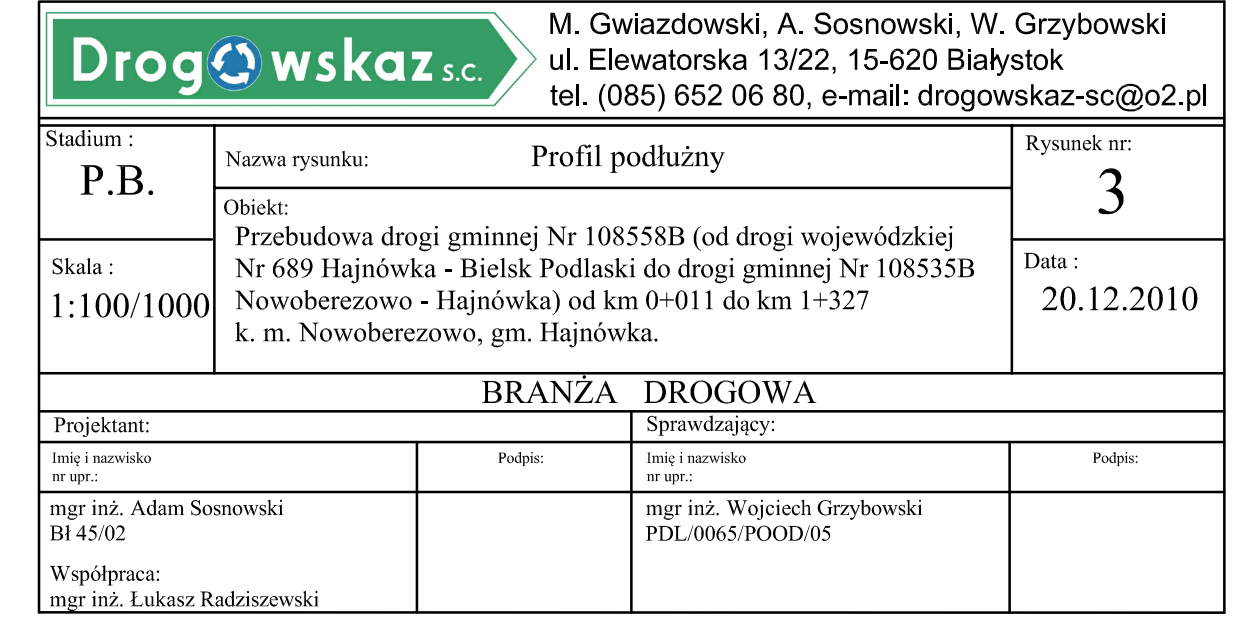 Drogowskaz s.c.
M. Gwiazdowski, A. Sosnowski, W. Grzybowski
ul. Elewatorska 13/22, 15-620 Białystok
tel. (085) 652 06 80, e-mail: drogowskaz-sc@o2.pl
Stadium :
P.B.
Nazwa rysunku: Profil podłużny
Rysunek nr:
3
Obiekt:
Przebudowa drogi gminnej Nr 108558B (od drogi wojewódzkiej
Nr 689 Hajnówka - Bielsk Podlaski do drogi gminnej Nr 108535B
Nowoberezowo - Hajnówka) od km 0+011 do km 1+327
k. m. Nowoberezowo, gm. Hajnówka.
Skala :
1:100/1000
Data :
20.12.2010
BRANŻA DROGOWA
Projektant:
Sprawdzający:
Imię i nazwisko
nr upr.:
Podpis:
Imię i nazwisko
nr upr.:
Podpis:
mgr inż. Adam Sosnowski
Bł 45/02
Współpraca:
mgr inż. Łukasz Radziszewski
mgr inż. Wojciech Grzybowski
PDL/0065/POOD/05